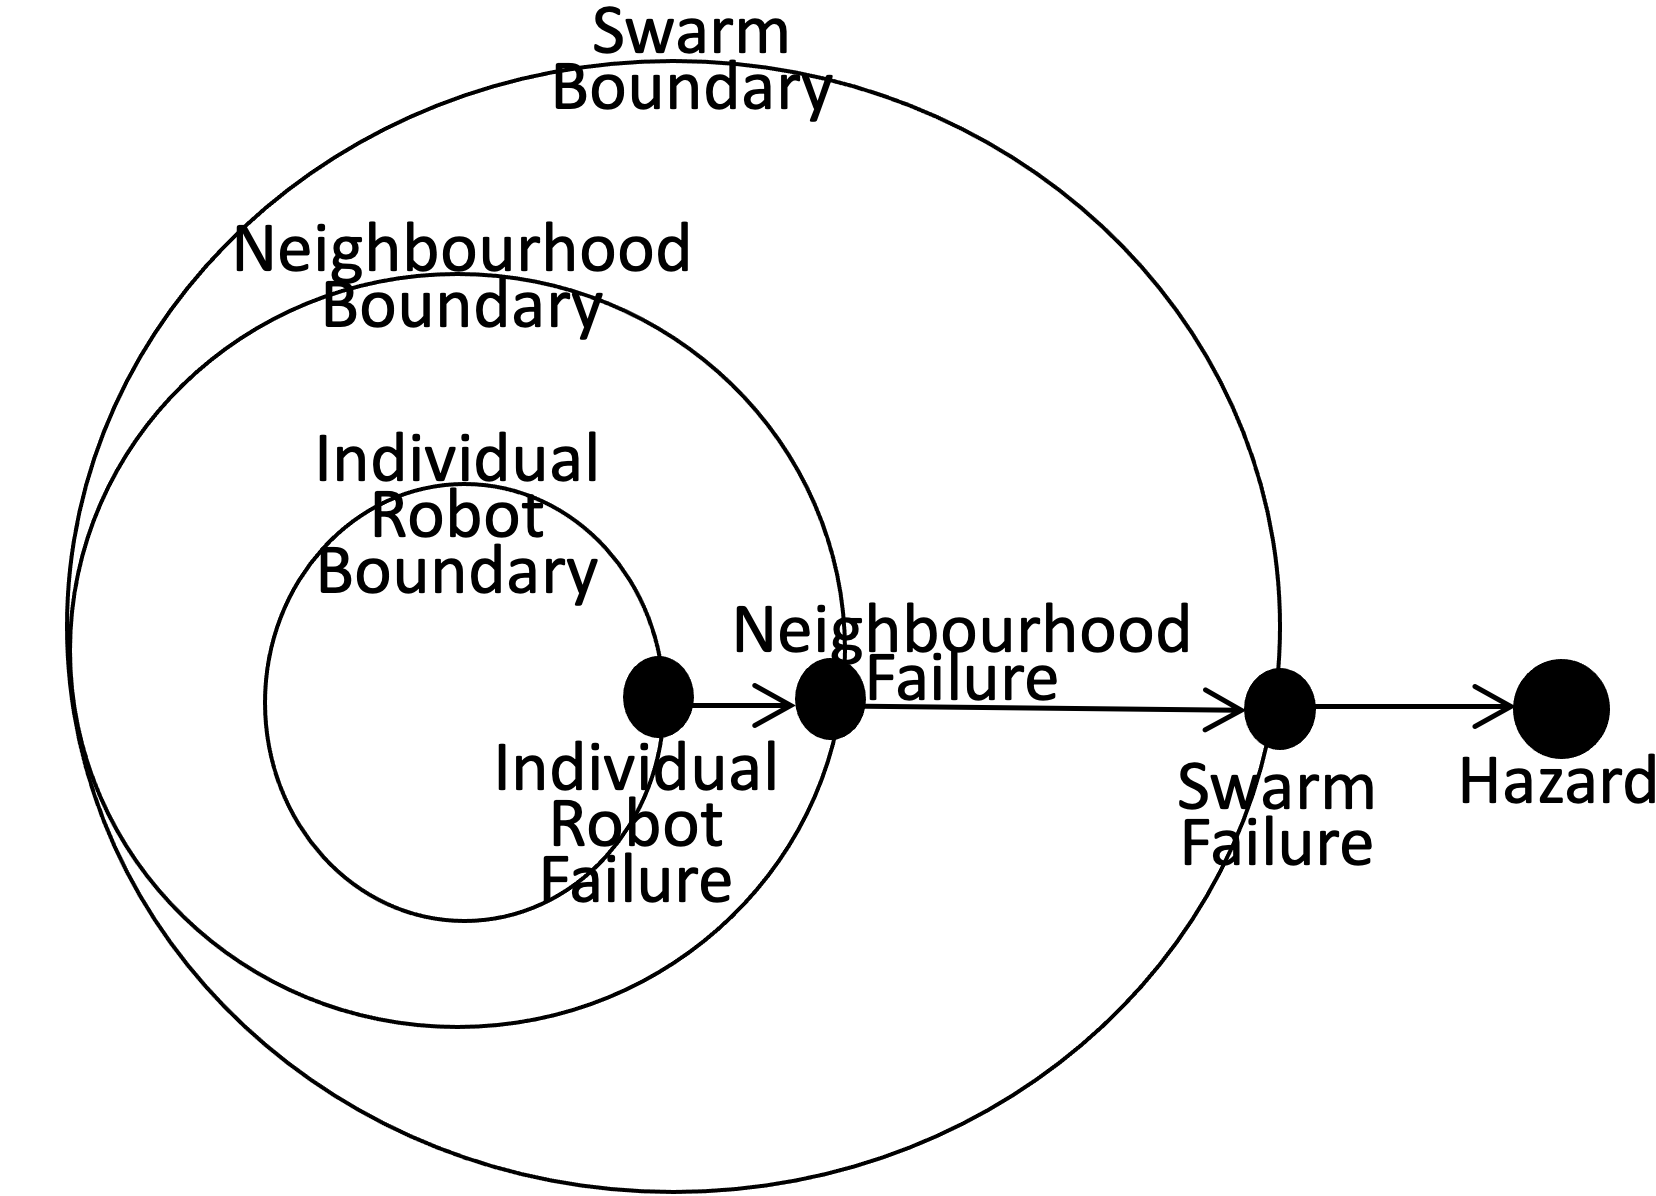 Swarm
Boundary
Neighbourhood
Boundary
Individual
Robot
Boundary
Neighbourhood
Failure
Individual
Robot
Failure
Swarm
Failure
Hazard